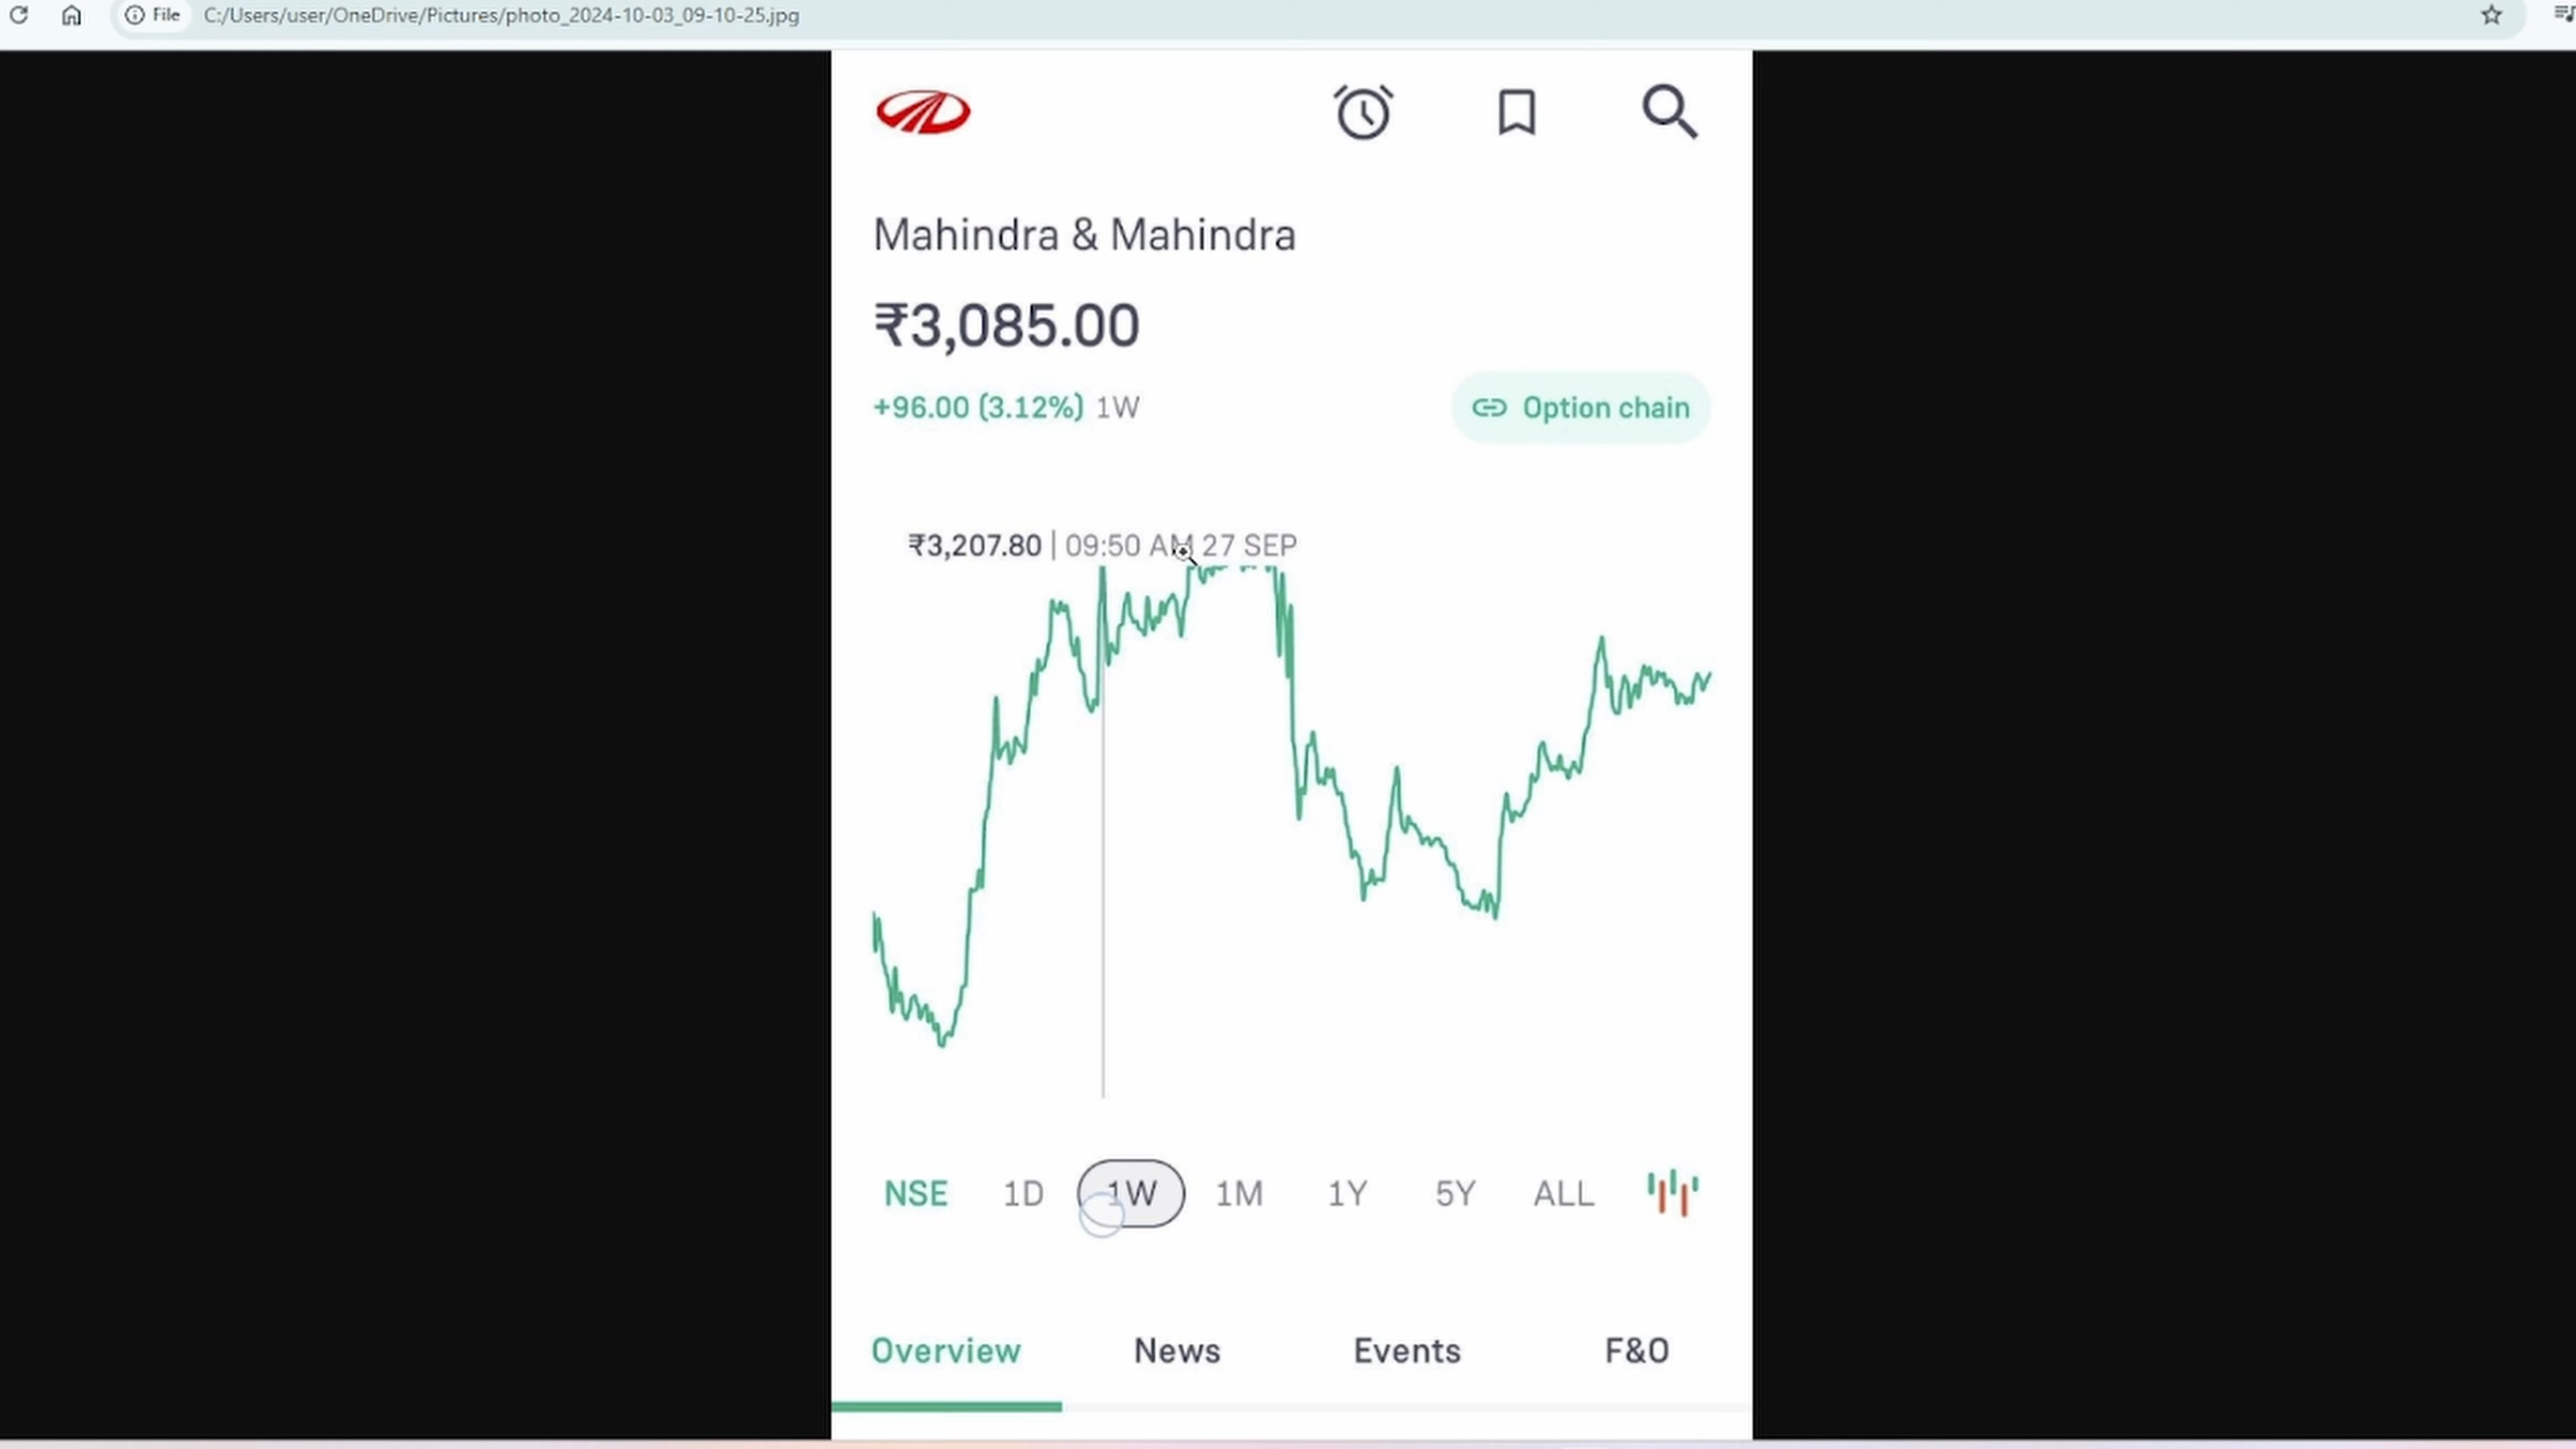 File C:/Users/user/OneDrive/Pictures/photo_2024-10-03_09-10-25.jpg
Mahindra & Mahindra
₹3,085.00
+96.00 (3.12%) 1W
Option chain
₹3,207.80 | 09:50 AM 27 SEP
NSE 1D 1W 1M 1Y 5Y ALL
Overview News Events F&O